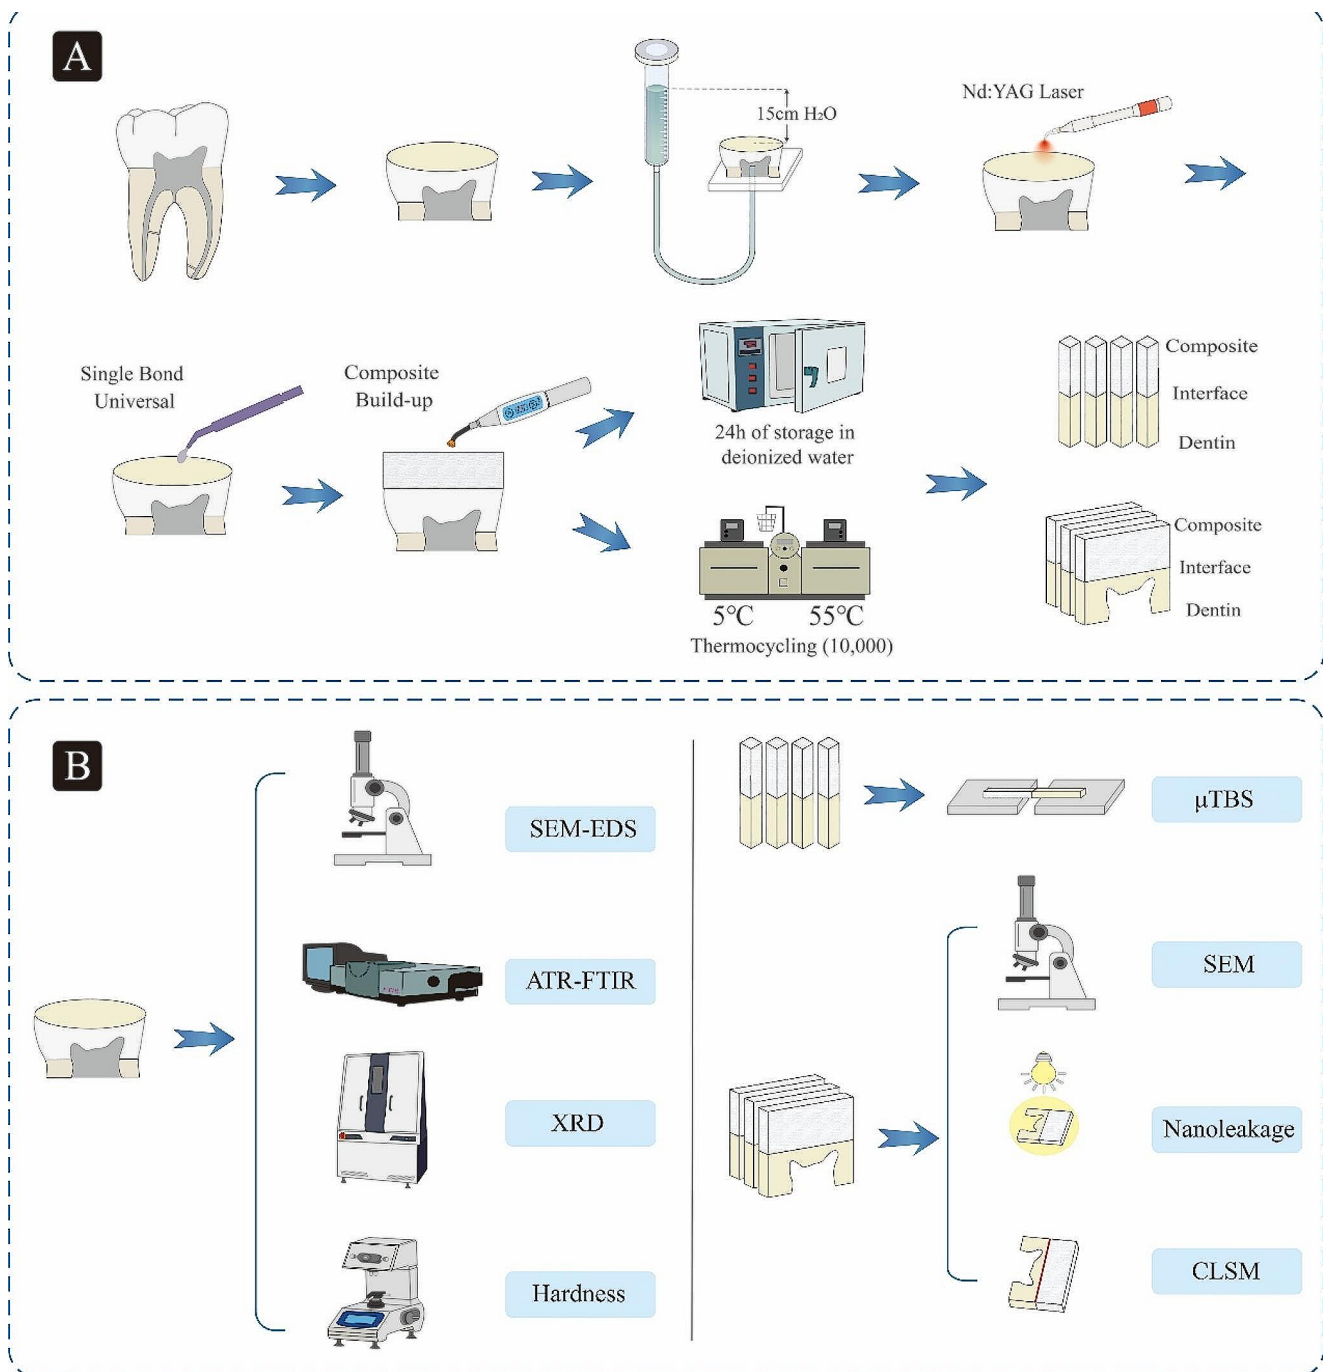 A
15cm H₂O
Nd:YAG Laser
Single Bond
Universal
Composite
Build-up
24h of storage in
deionized water
5℃
55℃
Thermocycling (10,000)
Composite
Interface
Dentin
Composite
Interface
Dentin
B
SEM-EDS
ATR-FTIR
XRD
Hardness
μTBS
SEM
Nanoleakage
CLSM